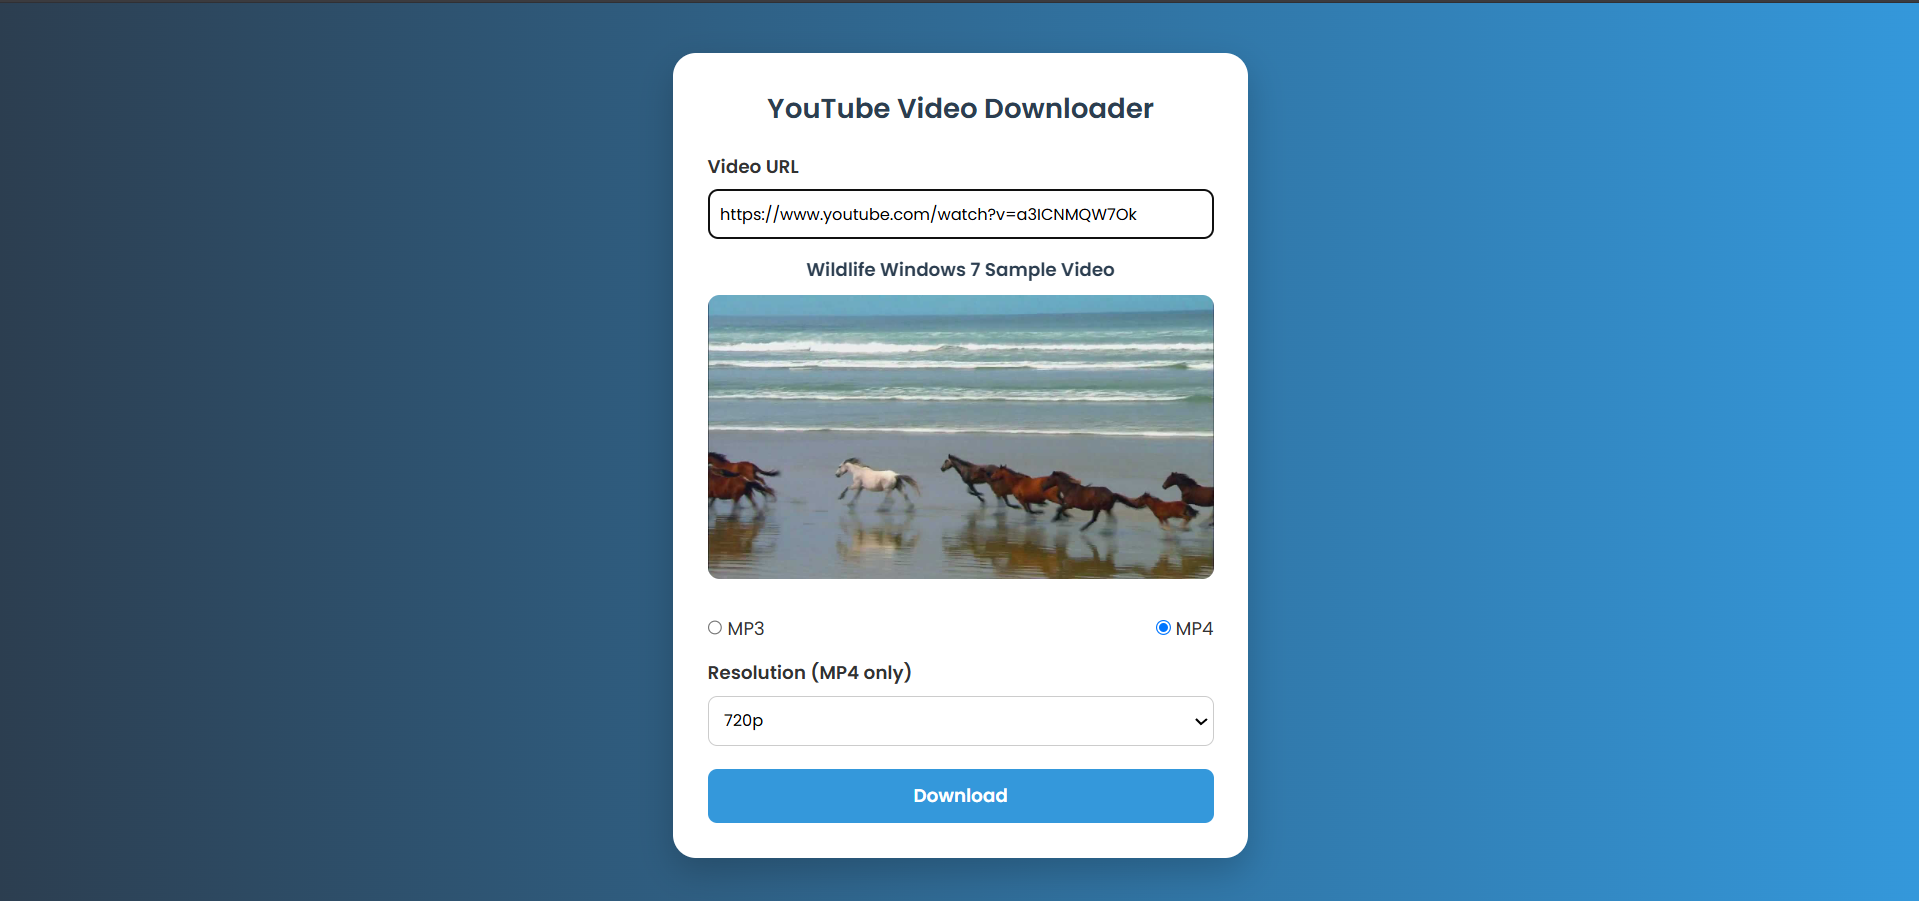 YouTube Video Downloader
Video URL
https://www.youtube.com/watch?v=a3ICNMQW7Ok
Wildlife Windows 7 Sample Video
MP3
MP4
Resolution (MP4 only)
720p
Download